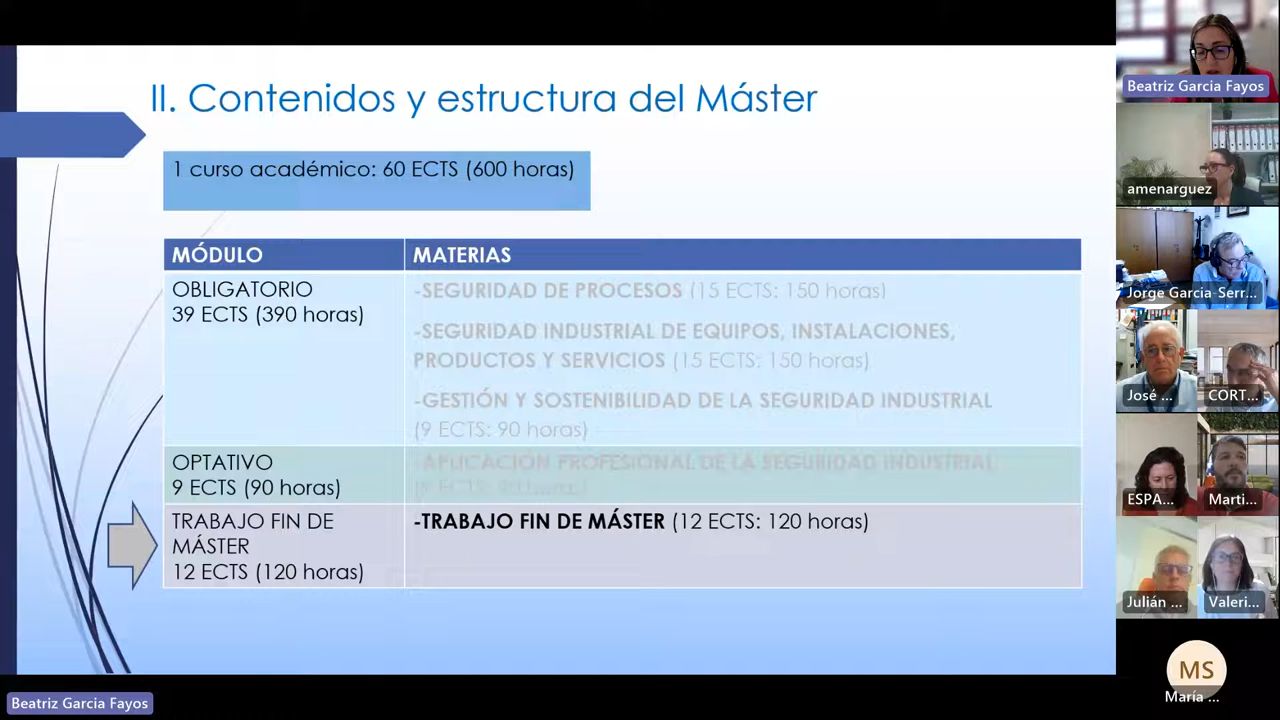 II. Contenidos y estructura del Máster
1 curso académico: 60 ECTS (600 horas)
MÓDULO
MATERIAS
OBLIGATORIO
39 ECTS (390 horas)
-SEGURIDAD DE PROCESOS (15 ECTS: 150 horas)
-SEGURIDAD INDUSTRIAL DE EQUIPOS, INSTALACIONES,
PRODUCTOS Y SERVICIOS (15 ECTS: 150 horas)
-GESTIÓN Y SOSTENIBILIDAD DE LA SEGURIDAD INDUSTRIAL
(9 ECTS: 90 horas)
OPTATIVO
9 ECTS (90 horas)
-APLICACIÓN PROFESIONAL DE LA SEGURIDAD INDUSTRIAL
TRABAJO FIN DE
MÁSTER
12 ECTS (120 horas)
-TRABAJO FIN DE MÁSTER (12 ECTS: 120 horas)
Beatriz Garcia Fayos
Beatriz Garcia Fayos
amenarguez
Jorge Garcia-Serr...
José ...
CORT...
ESPA...
Marti...
Julián ...
Valeri...
MS
María ...